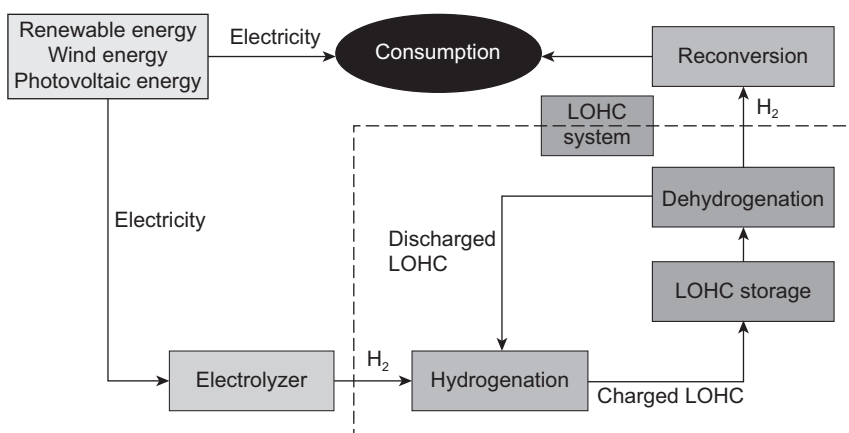 Renewable energy
Wind energy
Photovoltaic energy
Electricity
Consumption
Reconversion
H₂
LOHC
system
Dehydrogenation
Electricity
Discharged
LOHC
LOHC storage
Electrolyzer
H₂
Hydrogenation
Charged LOHC